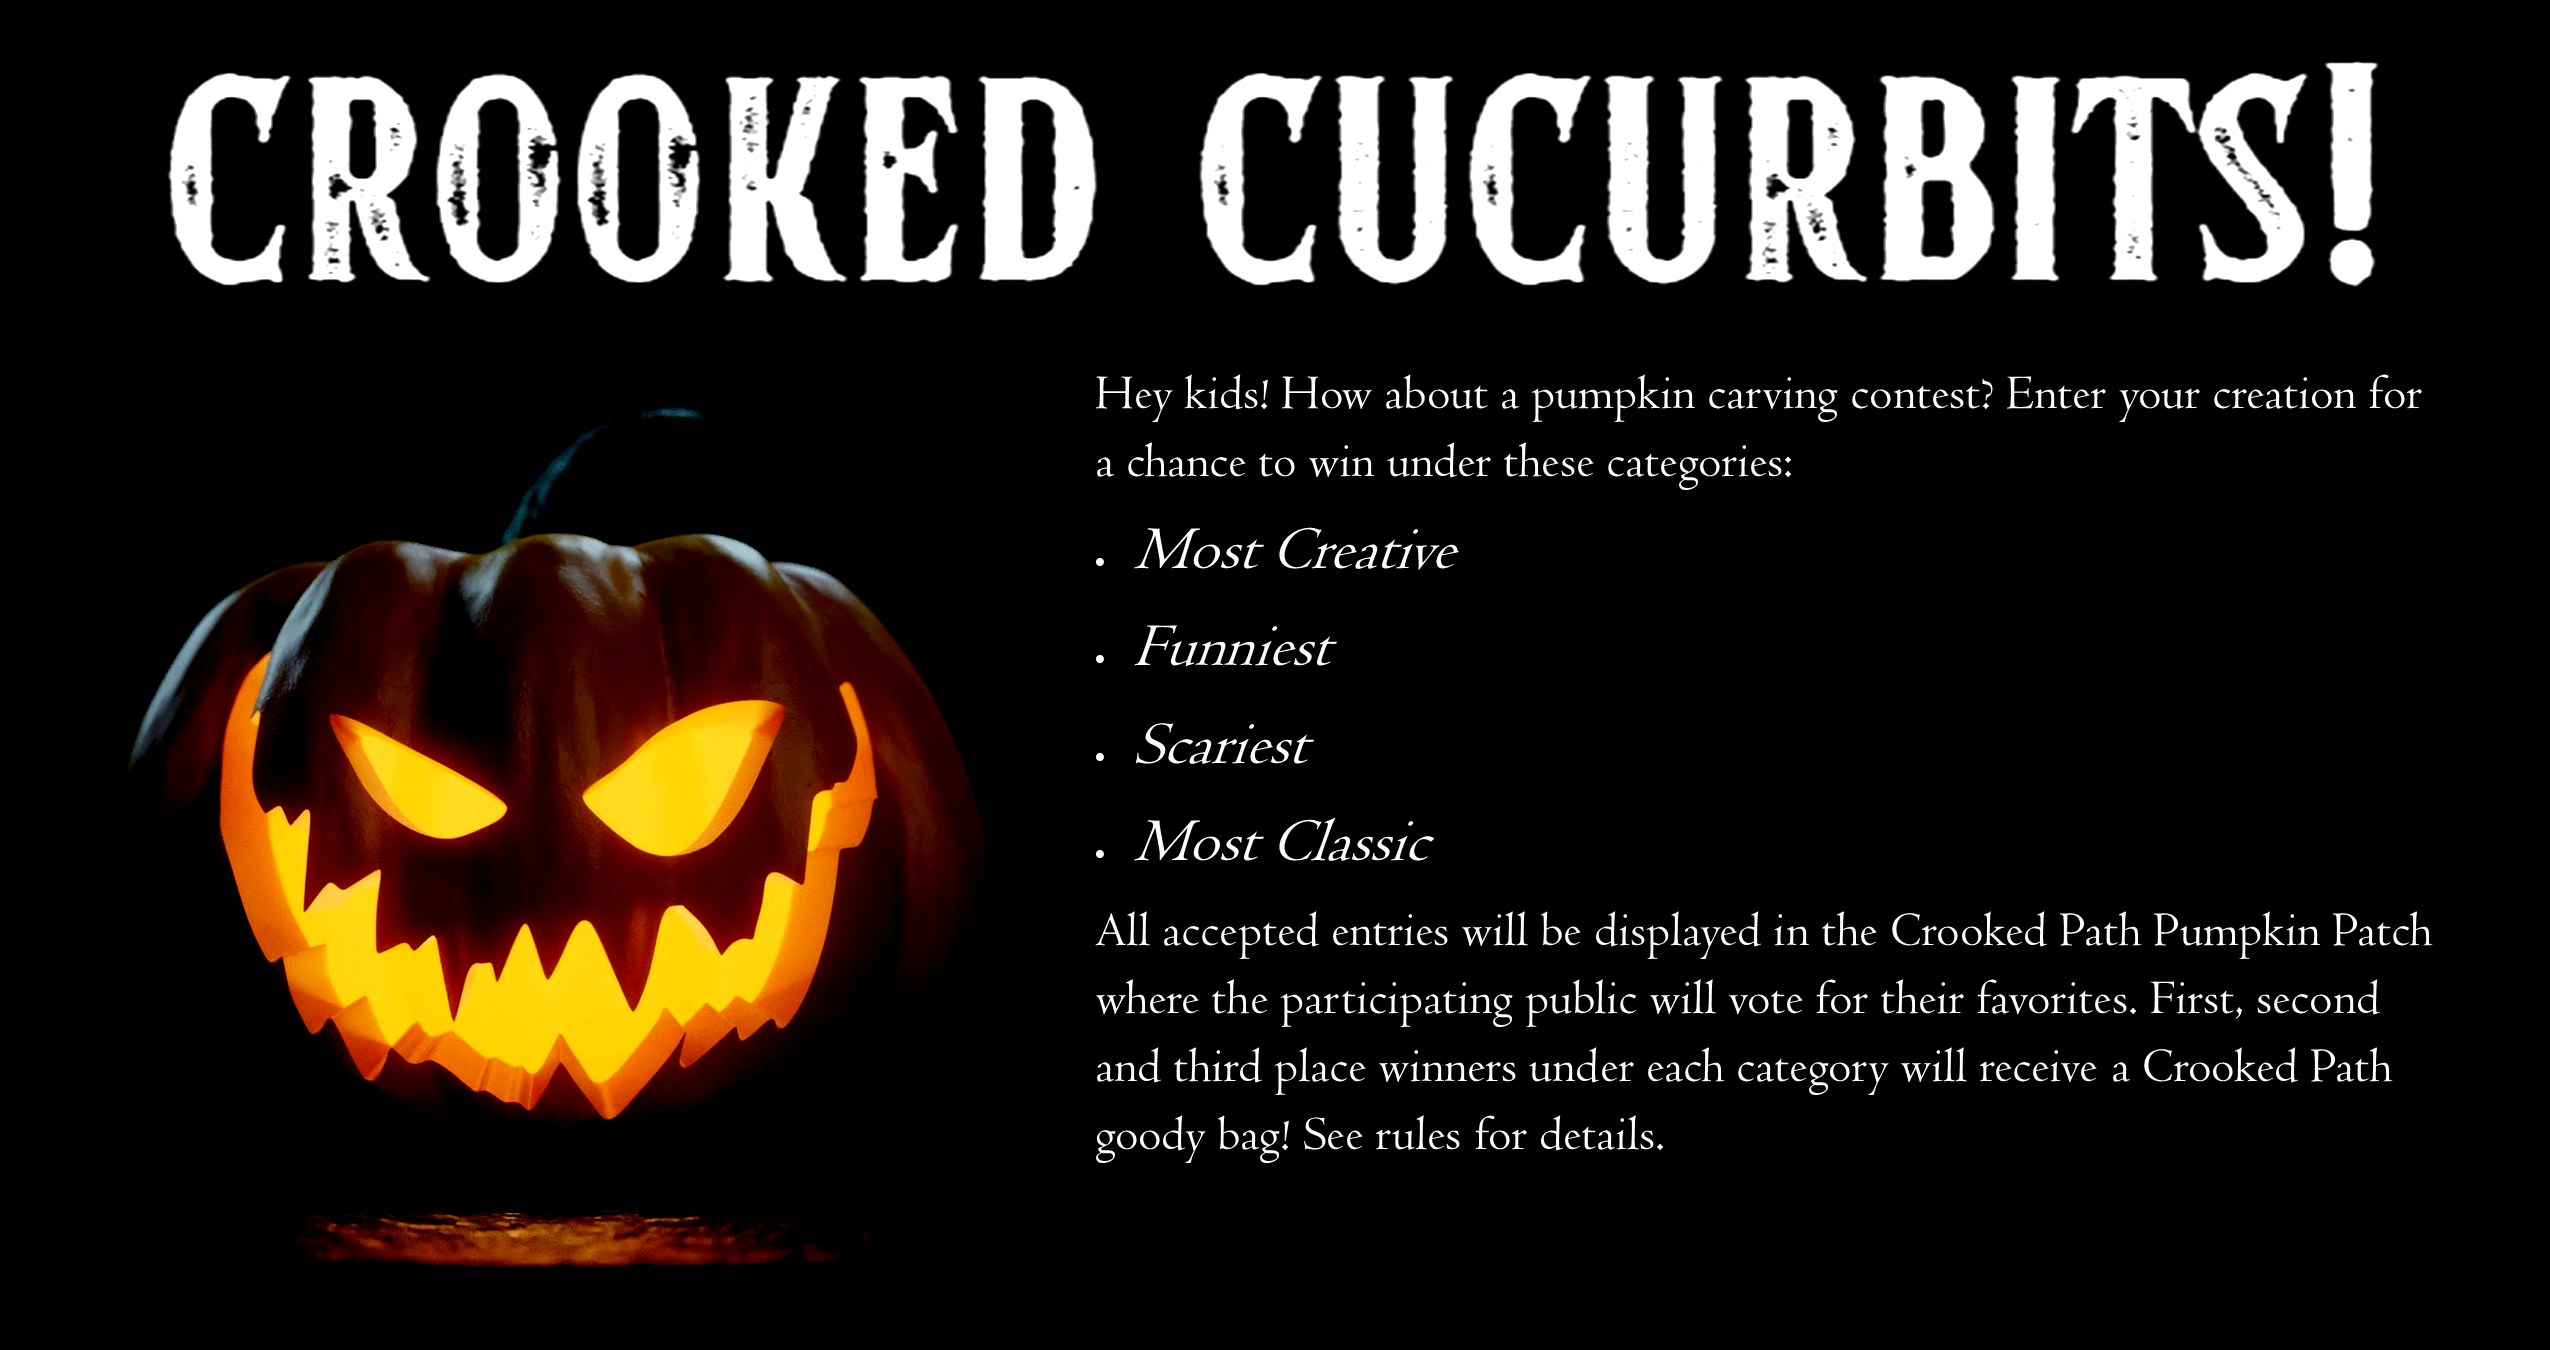 CROOKED CUCURBITS!
Hey kids! How about a pumpkin carving contest? Enter your creation for
a chance to win under these categories:
• Most Creative
• Funniest
• Scariest
• Most Classic
All accepted entries will be displayed in the Crooked Path Pumpkin Patch
where the participating public will vote for their favorites. First, second
and third place winners under each category will receive a Crooked Path
goody bag! See rules for details.